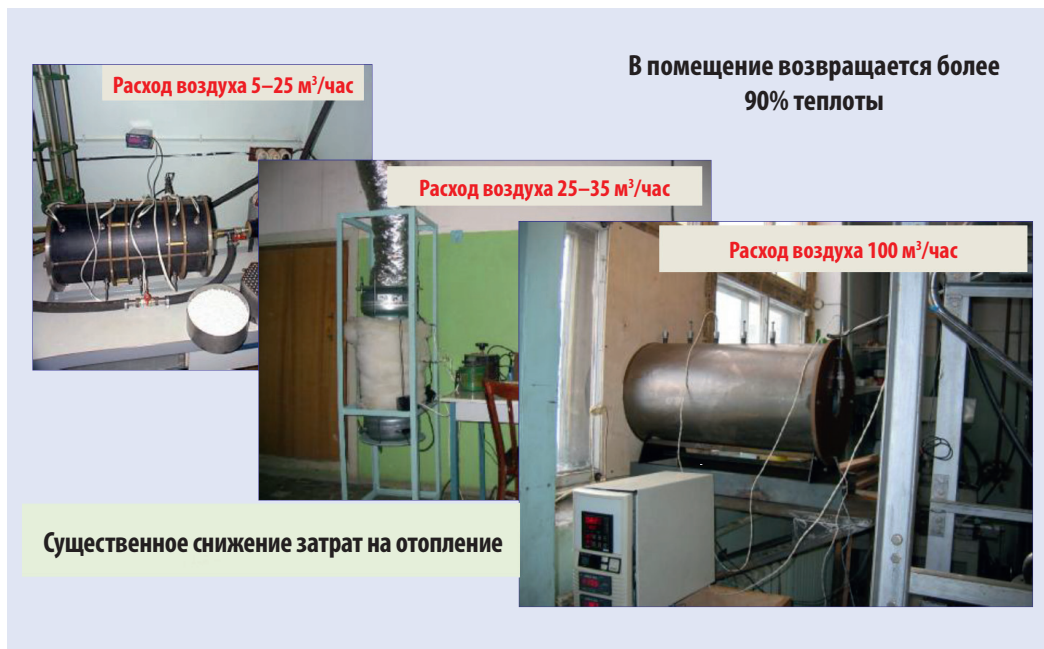 Расход воздуха 5–25 м³/час
В помещение возвращается более
90% теплоты
Расход воздуха 25–35 м³/час
Расход воздуха 100 м³/час
Существенное снижение затрат на отопление